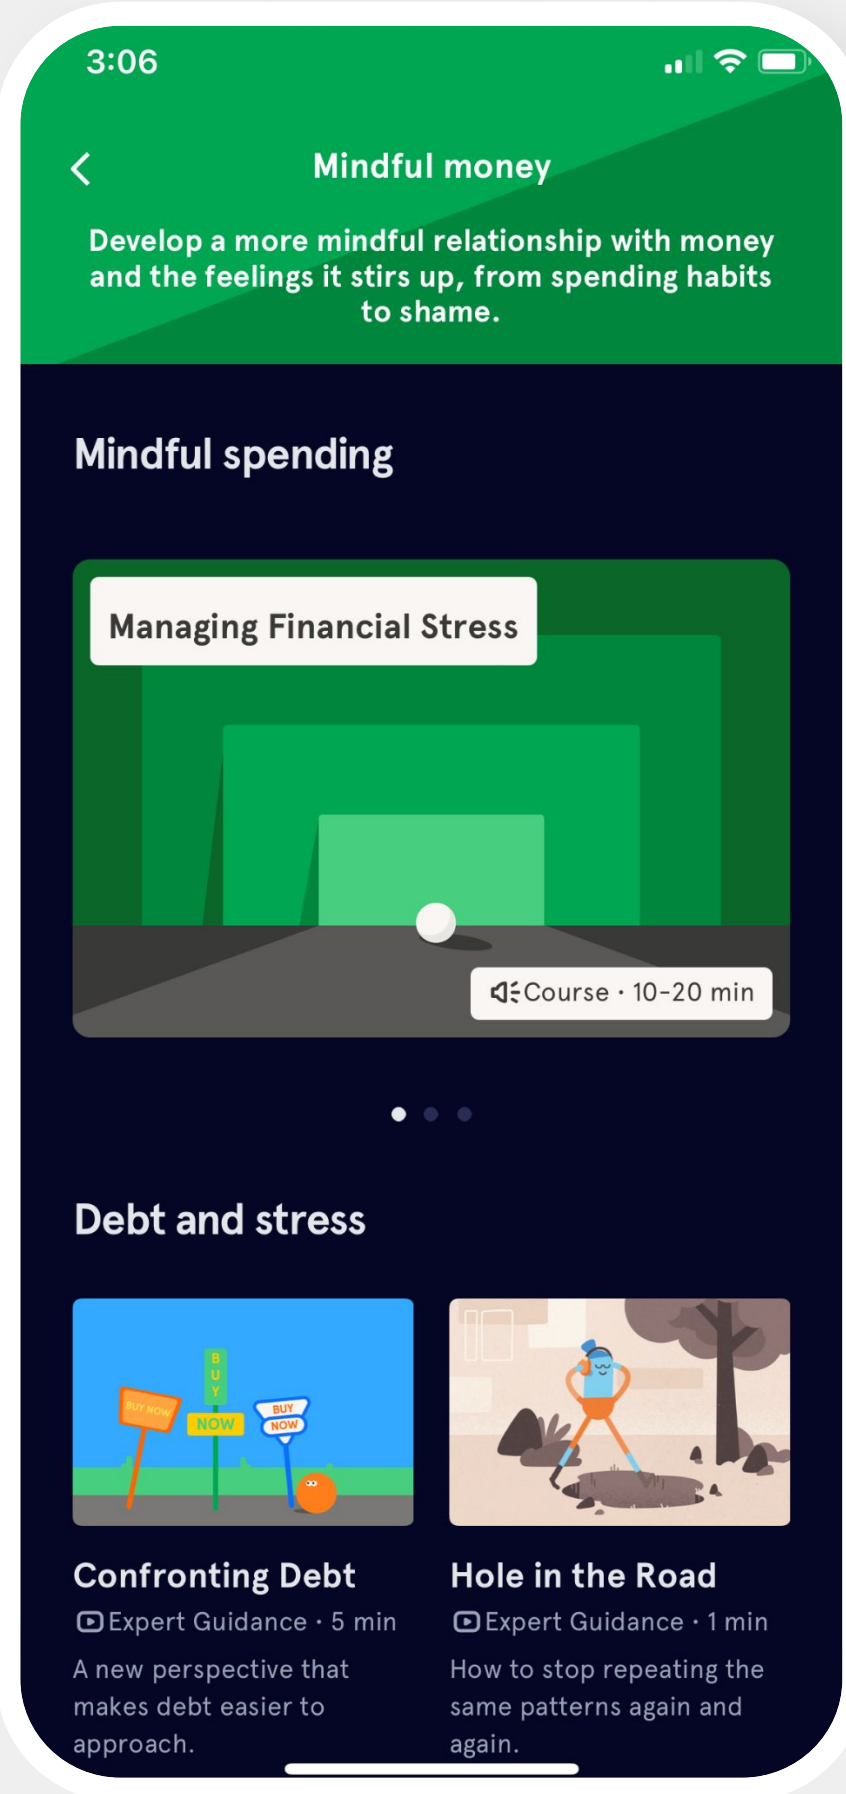 3:06
Mindful money
Develop a more mindful relationship with money
and the feelings it stirs up, from spending habits
to shame.
Mindful spending
Managing Financial Stress
Course · 10-20 min
Debt and stress
BUY NOW
BUY
NOW
BUY
NOW
Confronting Debt
Expert Guidance · 5 min
A new perspective that
makes debt easier to
approach.
Hole in the Road
Expert Guidance · 1 min
How to stop repeating the
same patterns again and
again.